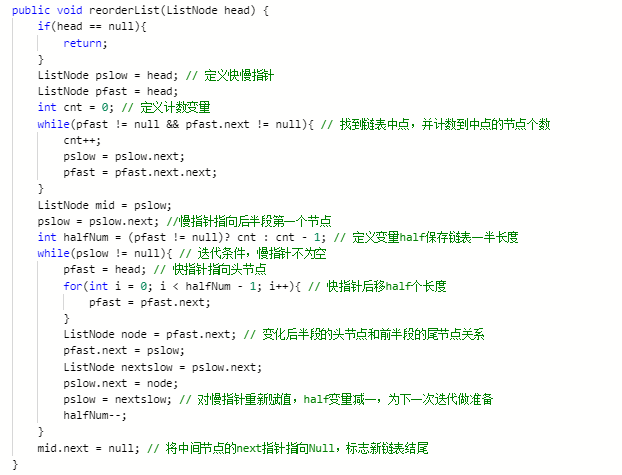 public void reorderList(ListNode head) {
    if(head == null){
        return;
    }
    ListNode pslow = head; // 定义快慢指针
    ListNode pfast = head;
    int cnt = 0; // 定义计数变量
    while(pfast != null && pfast.next != null){ // 找到链表中点，并计数到中点的节点个数
        cnt++;
        pslow = pslow.next;
        pfast = pfast.next.next;
    }
    ListNode mid = pslow;
    pslow = pslow.next; //慢指针指向后半段第一个节点
    int halfNum = (pfast != null)? cnt : cnt - 1; // 定义变量half保存链表一半长度
    while(pslow != null){ // 迭代条件，慢指针不为空
        pfast = head; // 快指针指向头节点
        for(int i = 0; i < halfNum - 1; i++){ // 快指针后移half个长度
            pfast = pfast.next;
        }
        ListNode node = pfast.next; // 变化后半段的头节点和前半段的尾节点关系
        pfast.next = pslow;
        ListNode nextslow = pslow.next;
        pslow.next = node;
        pslow = nextslow; // 对慢指针重新赋值，half变量减一，为下一次迭代做准备
        halfNum--;
    }
    mid.next = null; // 将中间节点的next指针指向Null，标志新链表结尾
}